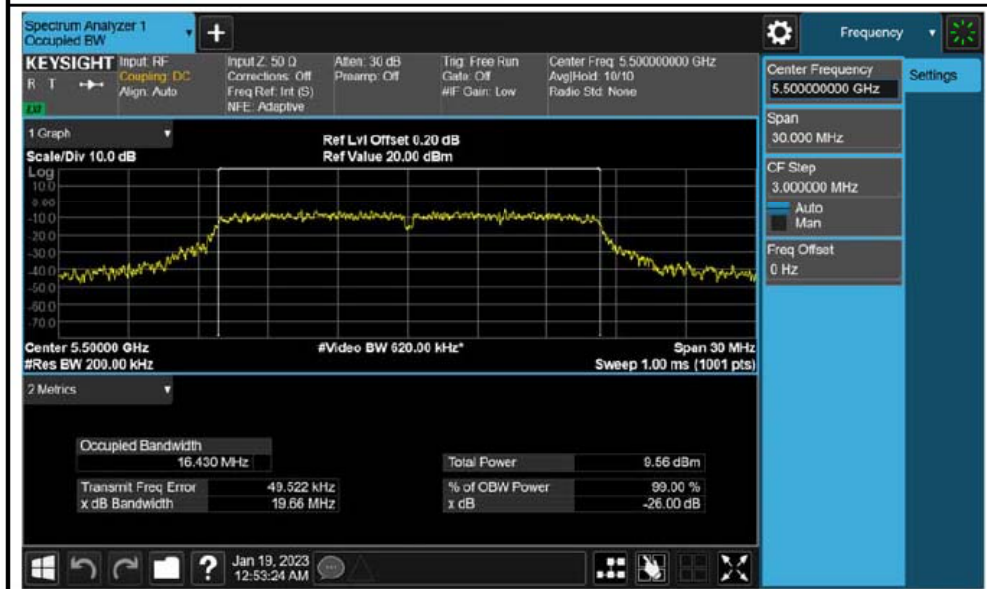 Spectrum Analyzer 1
Occupied BW
+
Frequency
KEYSIGHT
R T
Input: RF
Coupling: DC
Align: Auto
Input Z: 50 Ω
Corrections: Off
Freq Ref: Int (S)
NFE: Adaptive
Atten: 30 dB
Preamp: Off
Trig: Free Run
Gate: Off
#IF Gain: Low
Center Freq: 5.500000000 GHz
Avg|Hold: 10/10
Radio Std: None
Center Frequency
5.500000000 GHz
Settings
Span
30.000 MHz
CF Step
3.000000 MHz
Auto
Man
Freq Offset
0 Hz
1 Graph
Scale/Div 10.0 dB
Ref Lvl Offset 0.20 dB
Ref Value 20.00 dBm
Log
10.0
0.00
-10.0
-20.0
-30.0
-40.0
-50.0
-60.0
-70.0
Center 5.50000 GHz
#Video BW 620.00 kHz*
Span 30 MHz
#Res BW 200.00 kHz
Sweep 1.00 ms (1001 pts)
2 Metrics
Occupied Bandwidth
16.430 MHz
Total Power 9.56 dBm
Transmit Freq Error 49.522 kHz
% of OBW Power 99.00 %
x dB Bandwidth 19.66 MHz
x dB -26.00 dB
?
Jan 19, 2023
12:53:24 AM